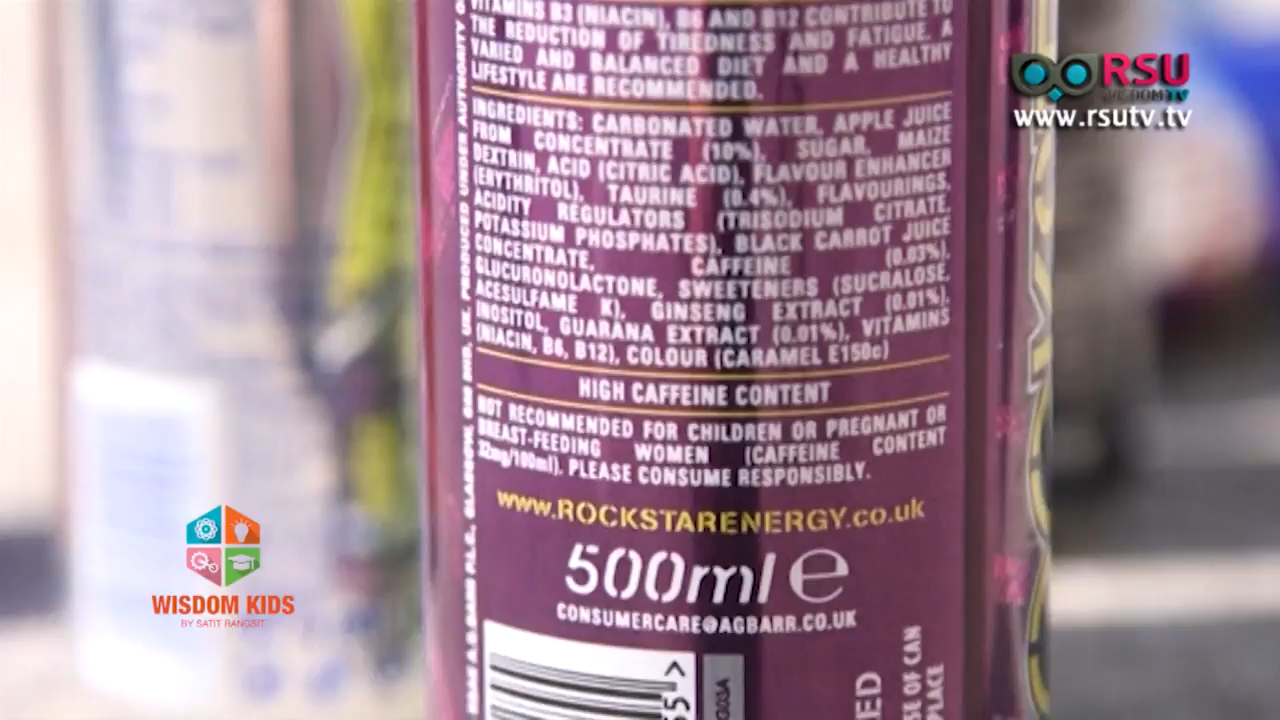 VITAMINS B3 (NIACIN), B6 AND B12 CONTRIBUTE TO
THE REDUCTION OF TIREDNESS AND FATIGUE. A
VARIED AND BALANCED DIET AND A HEALTHY
LIFESTYLE ARE RECOMMENDED.
INGREDIENTS: CARBONATED WATER, APPLE JUICE
FROM CONCENTRATE (10%), SUGAR, MAIZE
DEXTRIN, ACID (CITRIC ACID), FLAVOUR ENHANCER
(ERYTHRITOL), TAURINE (0.4%), FLAVOURINGS,
ACIDITY REGULATORS (TRISODIUM CITRATE,
POTASSIUM PHOSPHATES), BLACK CARROT JUICE
CONCENTRATE, CAFFEINE (0.03%),
GLUCURONOLACTONE, SWEETENERS (SUCRALOSE,
ACESULFAME K), GINSENG EXTRACT (0.01%),
INOSITOL, GUARANA EXTRACT (0.01%), VITAMINS
(NIACIN, B6, B12), COLOUR (CARAMEL E150c)
HIGH CAFFEINE CONTENT
NOT RECOMMENDED FOR CHILDREN OR PREGNANT OR
BREAST-FEEDING WOMEN (CAFFEINE CONTENT
32mg/100ml). PLEASE CONSUME RESPONSIBLY.
www.ROCKSTARENERGY.co.uk
500ml e
CONSUMERCARE@AGBARR.CO.UK
PRODUCED UNDER AUTHORITY
SE OF CAN
PLACE
RSU
WISDOM TV
www.rsutv.tv
WISDOM KIDS
BY SATIT RANGSIT